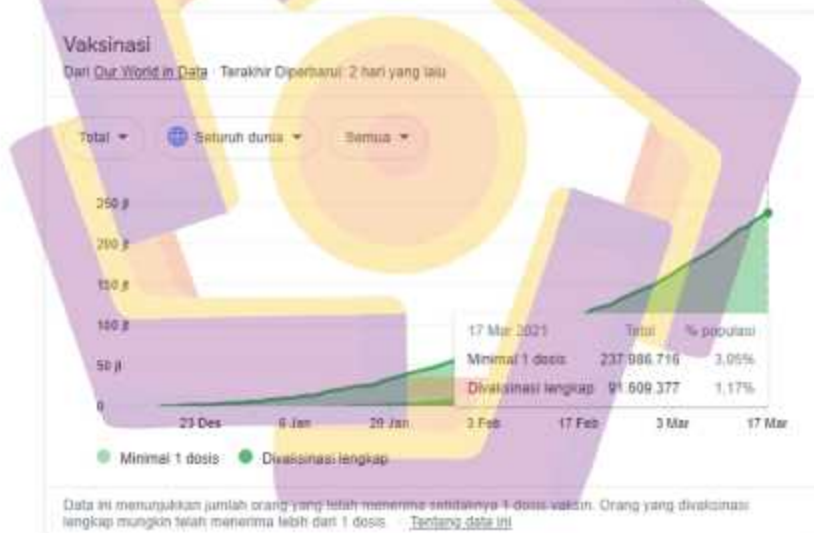 Vaksinasi
Dari Our World in Data · Terakhir Diperbarui: 2 hari yang lalu
Total
Seluruh dunia
Semua
250 jt
200 jt
150 jt
100 jt
50 jt
0
23 Des
6 Jan
20 Jan
3 Feb
17 Feb
3 Mar
17 Mar
17 Mar 2021 Total % populasi
Minimal 1 dosis 237.986.716 3,05%
Divaksinasi lengkap 91.609.377 1,17%
Minimal 1 dosis
Divaksinasi lengkap
Data ini menunjukkan jumlah orang yang telah menerima setidaknya 1 dosis vaksin. Orang yang divaksinasi
lengkap mungkin telah menerima lebih dari 1 dosis. Tentang data ini